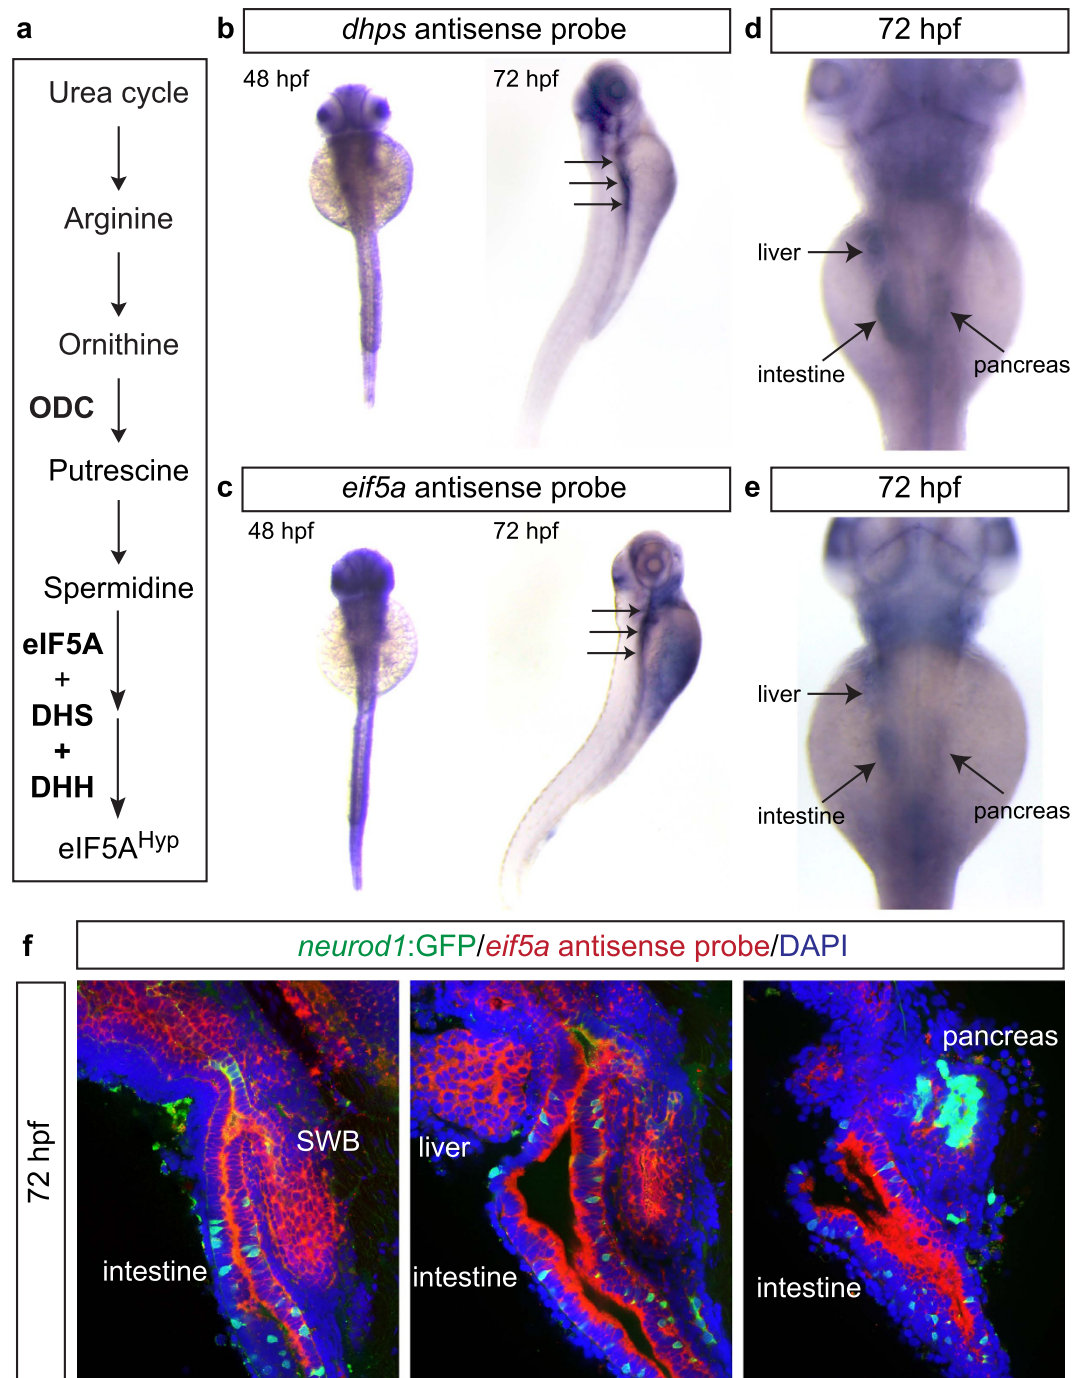 a
Urea cycle
Arginine
Ornithine
ODC
Putrescine
Spermidine
eIF5A
+
DHS
+
DHH
eIF5AHyp
b
dhps antisense probe
48 hpf
72 hpf
c
eif5a antisense probe
48 hpf
72 hpf
d
72 hpf
liver
intestine
pancreas
e
72 hpf
liver
intestine
pancreas
f
neurod1:GFP/eif5a antisense probe/DAPI
72 hpf
SWB
intestine
liver
intestine
pancreas
intestine